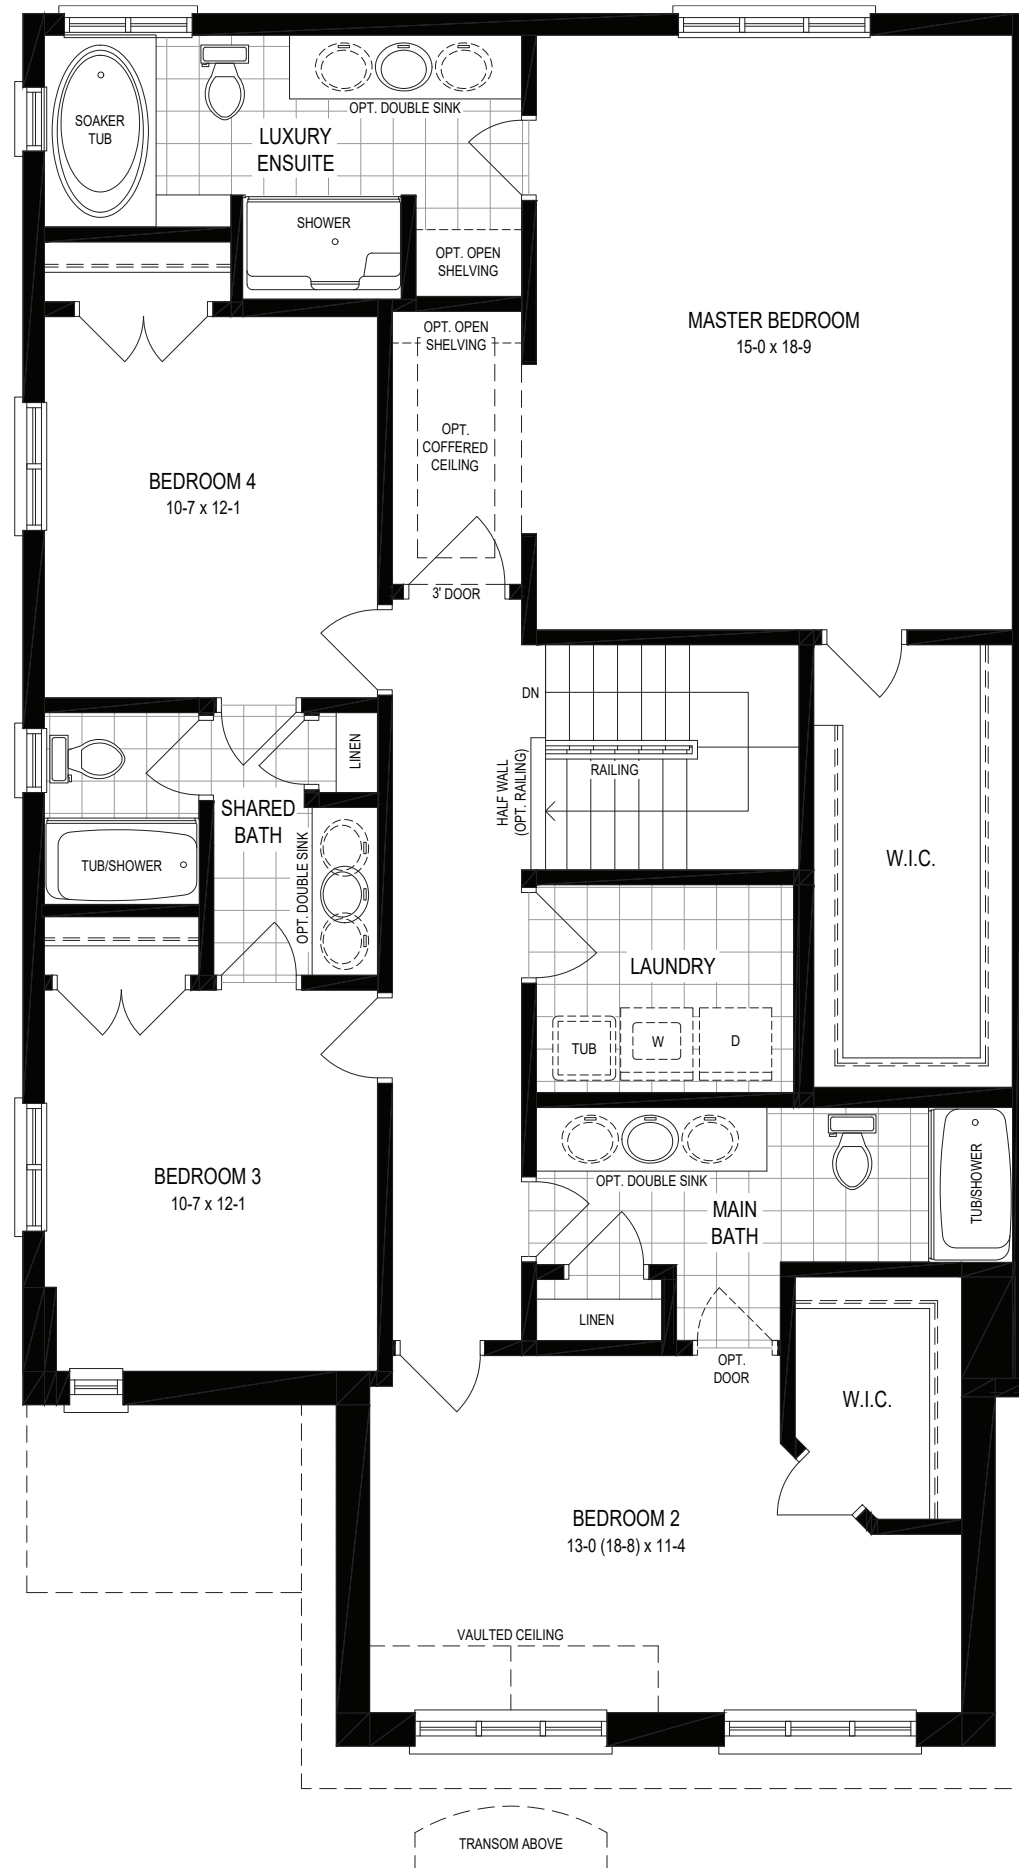 SOAKER
TUB
OPT. DOUBLE SINK
LUXURY
ENSUITE
SHOWER
OPT. OPEN
SHELVING
MASTER BEDROOM
15-0 x 18-9
OPT. OPEN
SHELVING
OPT.
COFFERED
CEILING
BEDROOM 4
10-7 x 12-1
3' DOOR
DN
RAILING
HALF WALL
(OPT. RAILING)
LINEN
SHARED
BATH
OPT. DOUBLE SINK
TUB/SHOWER
W.I.C.
LAUNDRY
TUB
W
D
BEDROOM 3
10-7 x 12-1
OPT. DOUBLE SINK
MAIN
BATH
TUB/SHOWER
LINEN
OPT.
DOOR
W.I.C.
BEDROOM 2
13-0 (18-8) x 11-4
VAULTED CEILING
TRANSOM ABOVE